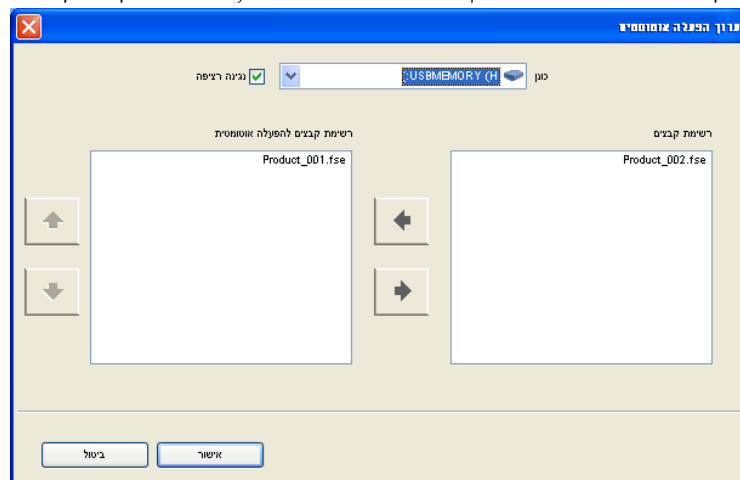 ערוך הפעלה אוטומטית
כונן
USBMEMORY (H:
נגינה רציפה
רשימת קבצים
רשימת קבצים להפעלה אוטומטית
Product_002.fse
Product_001.fse
אישור
ביטול